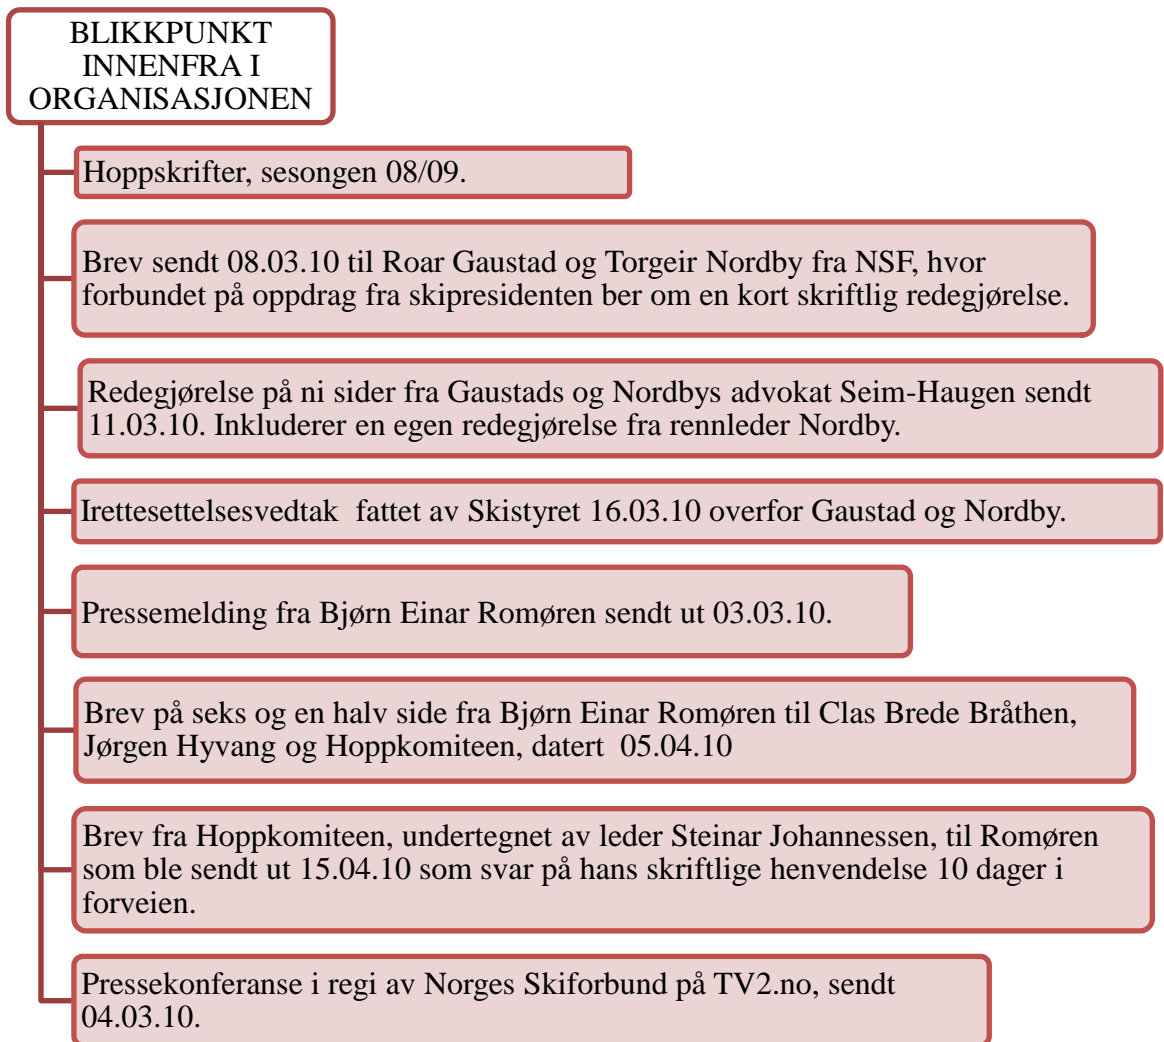 BLIKKPUNKT
INNENFRA I
ORGANISASJONEN
Hoppskrifter, sesongen 08/09.
Brev sendt 08.03.10 til Roar Gaustad og Torgeir Nordby fra NSF, hvor
forbundet på oppdrag fra skipresidenten ber om en kort skriftlig redegjørelse.
Redegjørelse på ni sider fra Gaustads og Nordbys advokat Seim-Haugen sendt
11.03.10. Inkluderer en egen redegjørelse fra rennleder Nordby.
Irettesettelsesvedtak  fattet av Skistyret 16.03.10 overfor Gaustad og Nordby.
Pressemelding fra Bjørn Einar Romøren sendt ut 03.03.10.
Brev på seks og en halv side fra Bjørn Einar Romøren til Clas Brede Bråthen,
Jørgen Hyvang og Hoppkomiteen, datert  05.04.10
Brev fra Hoppkomiteen, undertegnet av leder Steinar Johannessen, til Romøren
som ble sendt ut 15.04.10 som svar på hans skriftlige henvendelse 10 dager i
forveien.
Pressekonferanse i regi av Norges Skiforbund på TV2.no, sendt
04.03.10.